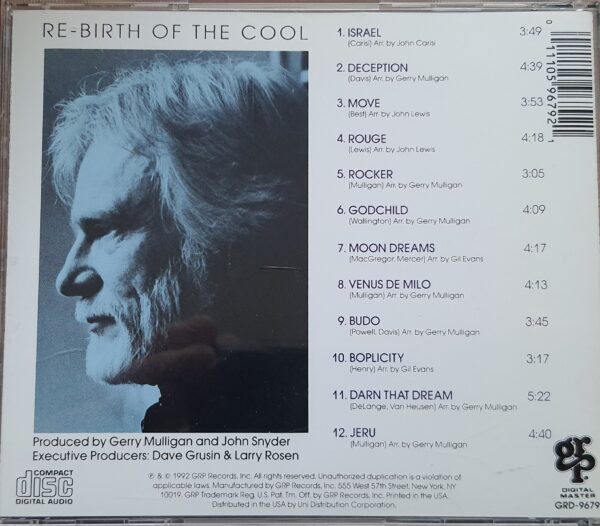 RE-BIRTH OF THE COOL
1. ISRAEL 3:49
(Carisi) Arr. by John Carisi
2. DECEPTION 4:39
(Davis) Arr. by Gerry Mulligan
3. MOVE 3:53
(Best) Arr. by John Lewis
4. ROUGE 4:18
(Lewis) Arr. by John Lewis
5. ROCKER 3:05
(Mulligan) Arr. by Gerry Mulligan
6. GODCHILD 4:09
(Wallington) Arr. by Gerry Mulligan
7. MOON DREAMS 4:17
(MacGregor, Mercer) Arr. by Gil Evans
8. VENUS DE MILO 4:13
(Mulligan) Arr. by Gerry Mulligan
9. BUDO 3:45
(Powell, Davis) Arr. by Gerry Mulligan
10. BOPLICITY 3:17
(Henry) Arr. by Gil Evans
11. DARN THAT DREAM 5:22
(DeLange, Van Heusen) Arr. by Gerry Mulligan
12. JERU 4:40
(Mulligan) Arr. by Gerry Mulligan
0 11105 96792 1
Produced by Gerry Mulligan and John Snyder
Executive Producers: Dave Grusin & Larry Rosen
COMPACT
disc
DIGITAL AUDIO
℗ & © 1992 GRP Records, Inc. All rights reserved. Unauthorized duplication is a violation of
applicable laws. Manufactured by GRP Records, Inc. 555 West 57th Street, New York, NY
10019. GRP Trademark Reg. U.S. Pat. Tm. Off. by GRP Records, Inc. Printed in the USA.
Distributed in the USA by Uni Distribution Corporation.
grp
DIGITAL
MASTER
GRD-9679